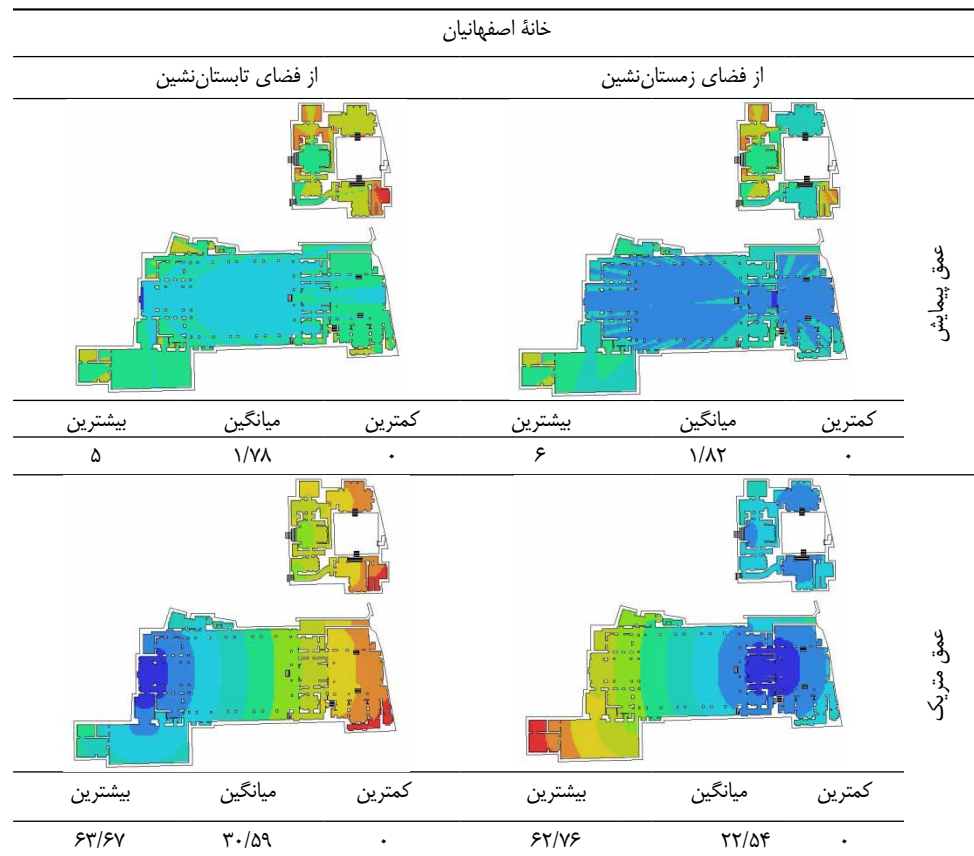 خانهٔ اصفهانیان
از فضای زمستان‌نشین از فضای تابستان‌نشین
عمق پیمایش
کمترین میانگین بیشترین کمترین میانگین بیشترین
۰ ۱/۸۲ ۶ ۰ ۱/۷۸ ۵
عمق متریک
کمترین میانگین بیشترین کمترین میانگین بیشترین
۰ ۲۲/۵۴ ۶۲/۷۶ ۰ ۳۰/۵۹ ۶۳/۶۷